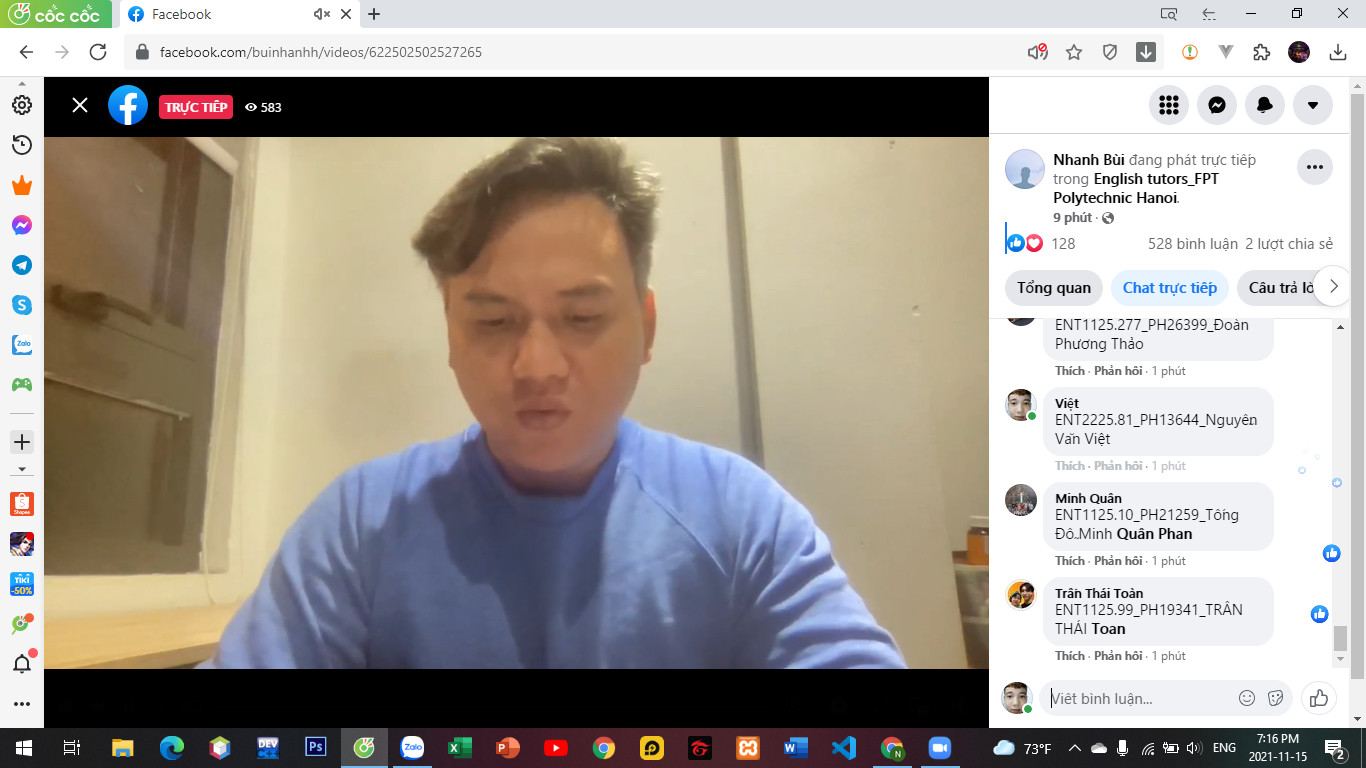 cốc cốc
Facebook
facebook.com/buinhanhh/videos/622502502527265
TRỰC TIẾP
583
Nhanh Bùi đang phát trực tiếp
trong English tutors_FPT
Polytechnic Hanoi.
9 phút ·
128
528 bình luận 2 lượt chia sẻ
Tổng quan
Chat trực tiếp
Câu trả lờ
ENT1125.277_PH26399_Đoàn
Phương Thảo
Thích · Phản hồi · 1 phút
Việt
ENT2225.81_PH13644_Nguyễn
Văn Việt
Thích · Phản hồi · 1 phút
Minh Quân
ENT1125.10_PH21259_Tống
Đỗ_Minh Quân Phan
Thích · Phản hồi · 1 phút
Trần Thái Toàn
ENT1125.99_PH19341_TRẦN
THÁI Toan
Thích · Phản hồi · 1 phút
Viết bình luận...
Zalo
Shopee
TIKI
-50%
DEV
Ps
Zalo
N
73°F
ENG
7:16 PM
2021-11-15
2